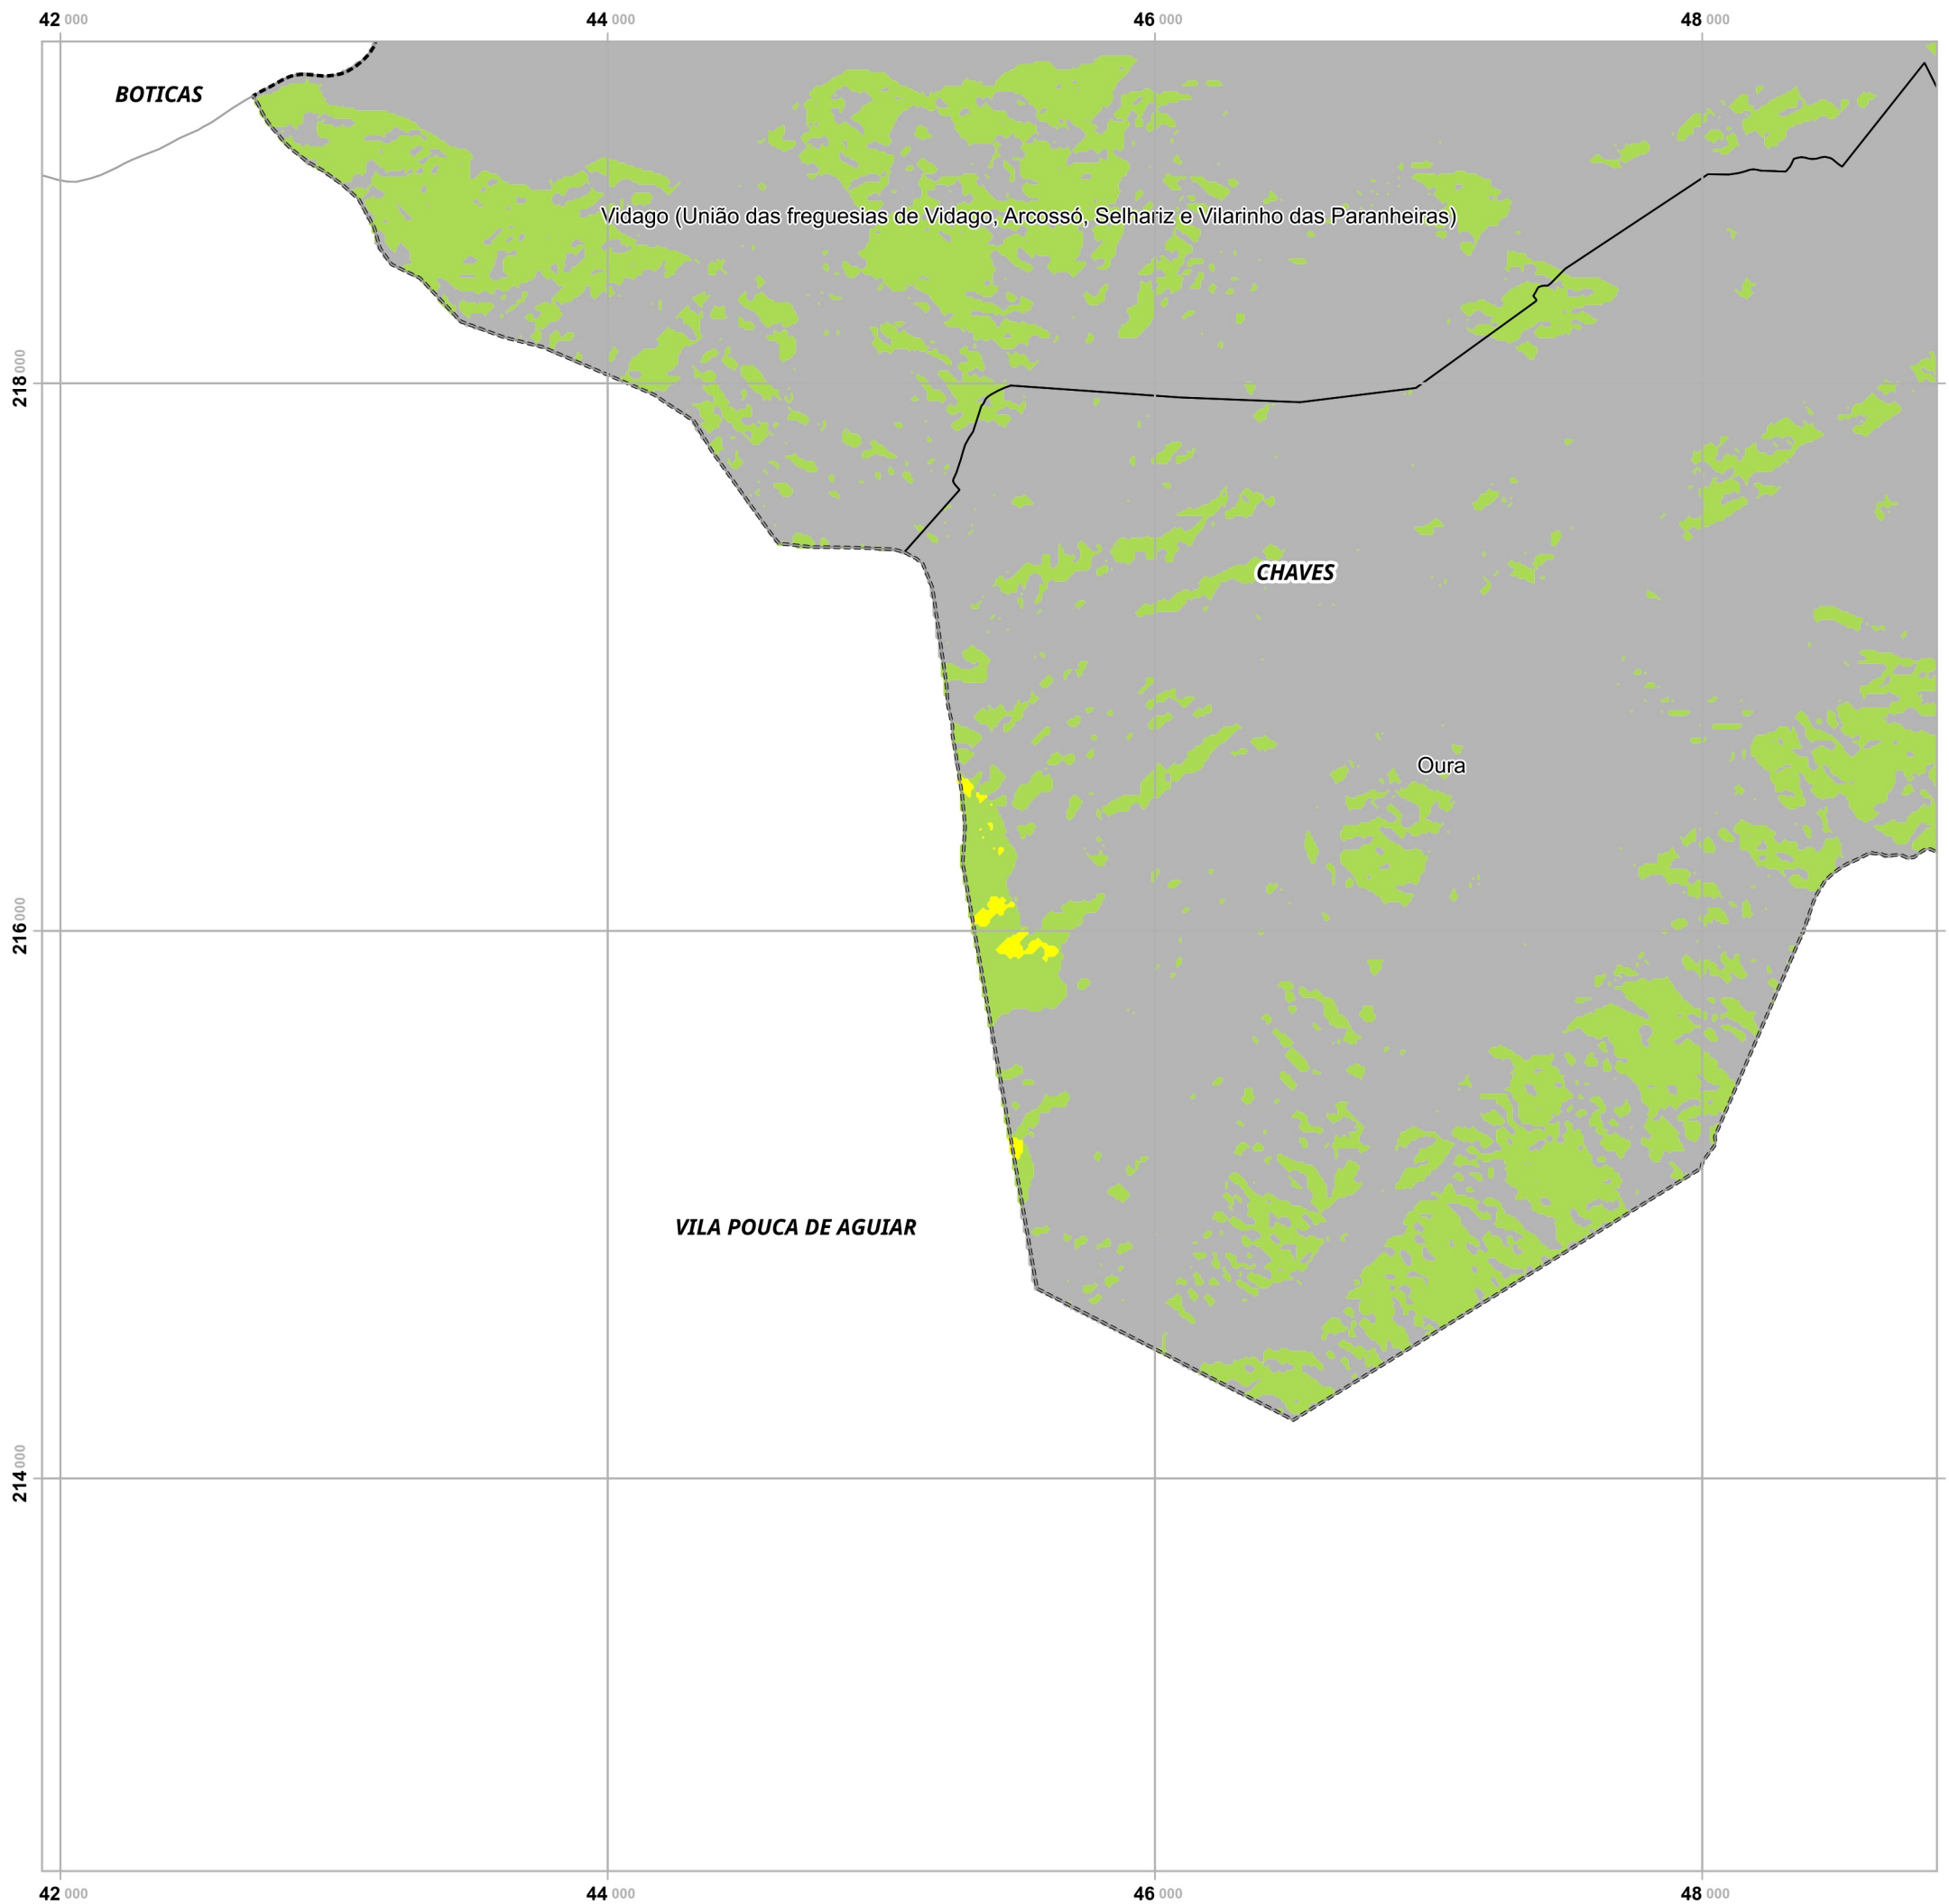 42 000 44 000 46 000 48 000
BOTICAS
Vidago (União das freguesias de Vidago, Arcossó, Selhariz e Vilarinho das Paranheiras)
218 000
CHAVES
Oura
216 000
VILA POUCA DE AGUIAR
214 000
42 000 44 000 46 000 48 000